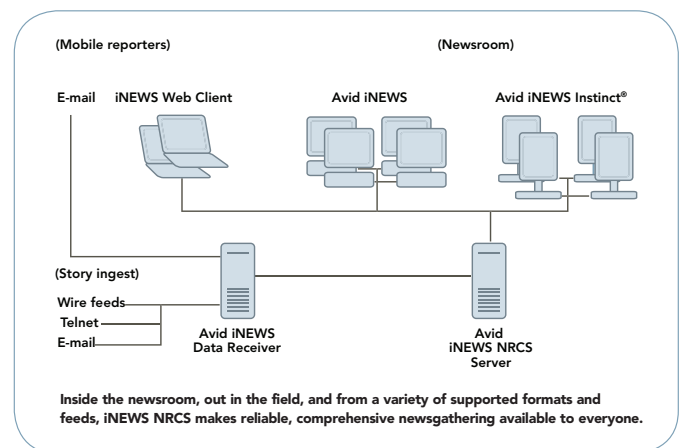 (Mobile reporters)
(Newsroom)
E-mail
iNEWS Web Client
Avid iNEWS
Avid iNEWS Instinct®
(Story ingest)
Wire feeds
Telnet
E-mail
Avid iNEWS
Data Receiver
Avid
iNEWS NRCS
Server
Inside the newsroom, out in the field, and from a variety of supported formats and
feeds, iNEWS NRCS makes reliable, comprehensive newsgathering available to everyone.